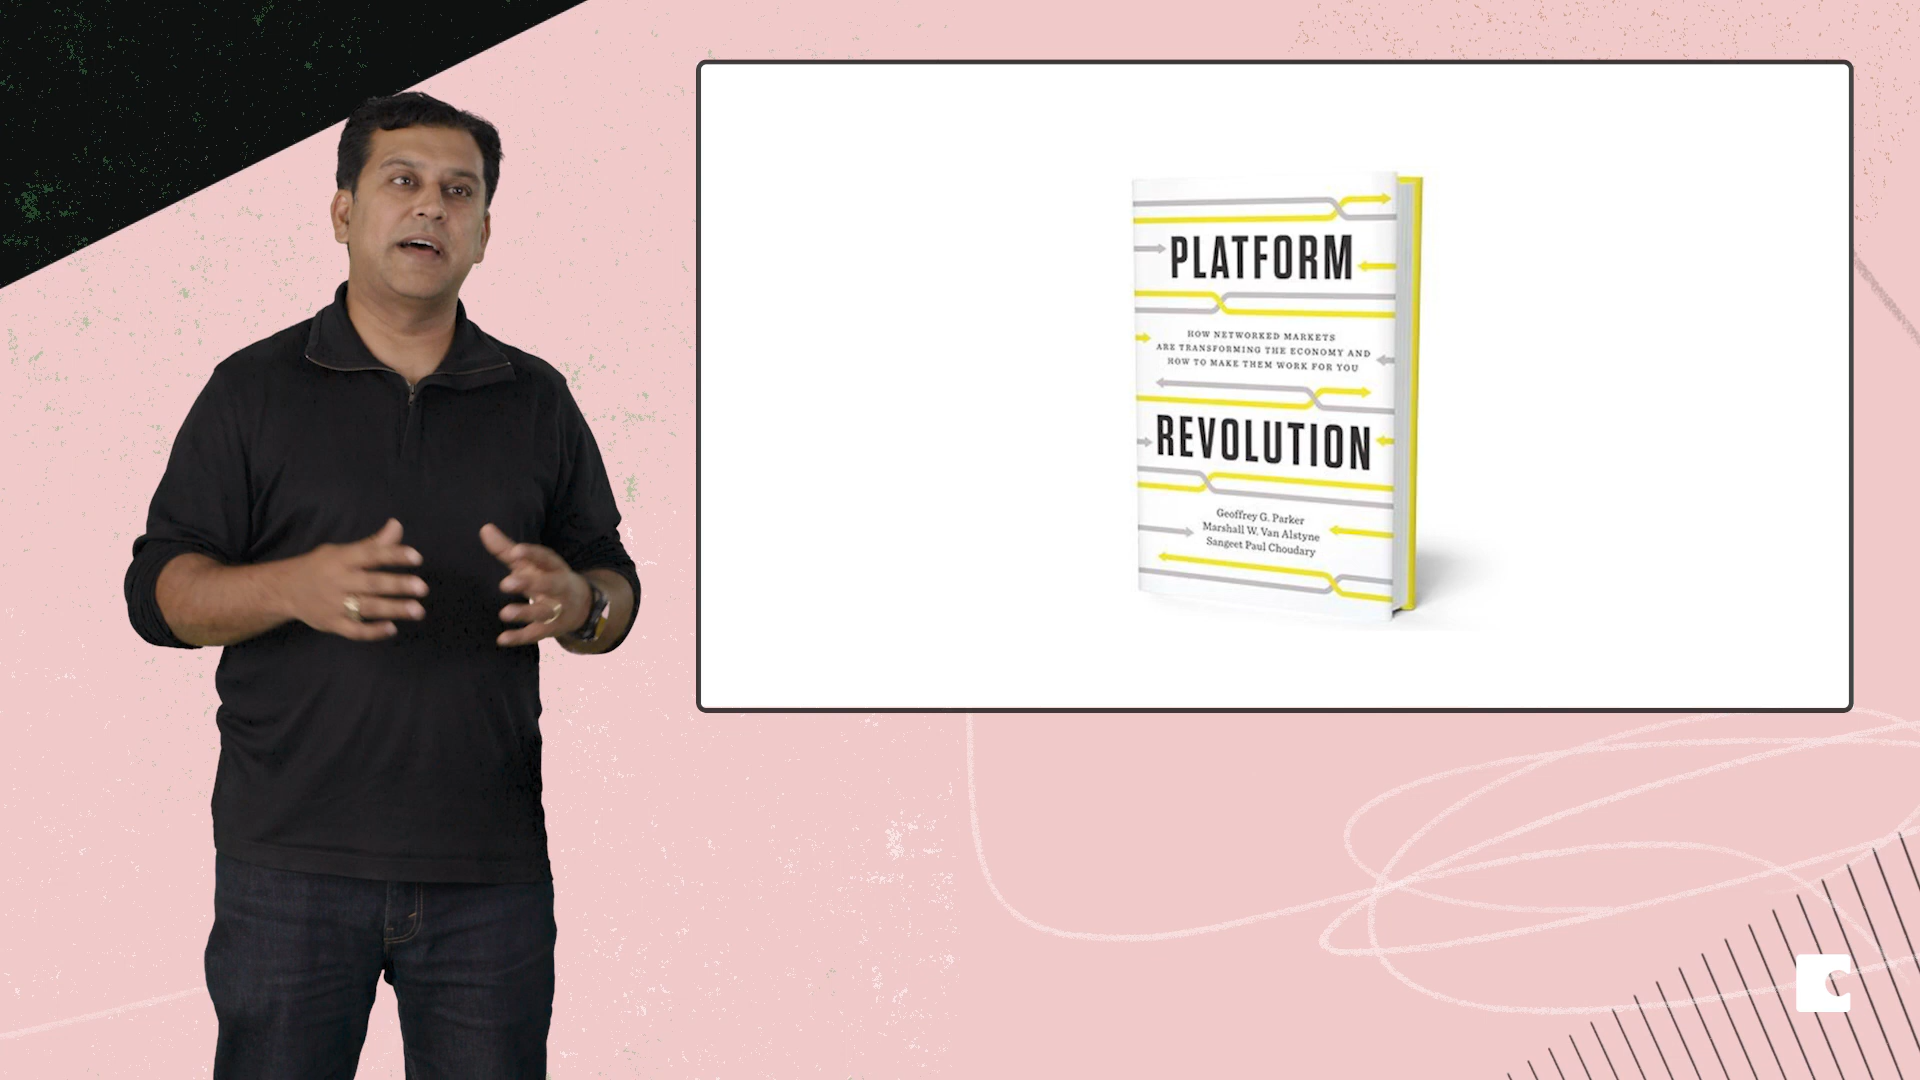 PLATFORM
HOW NETWORKED MARKETS
ARE TRANSFORMING THE ECONOMY AND
HOW TO MAKE THEM WORK FOR YOU
REVOLUTION
Geoffrey G. Parker
Marshall W. Van Alstyne
Sangeet Paul Choudary